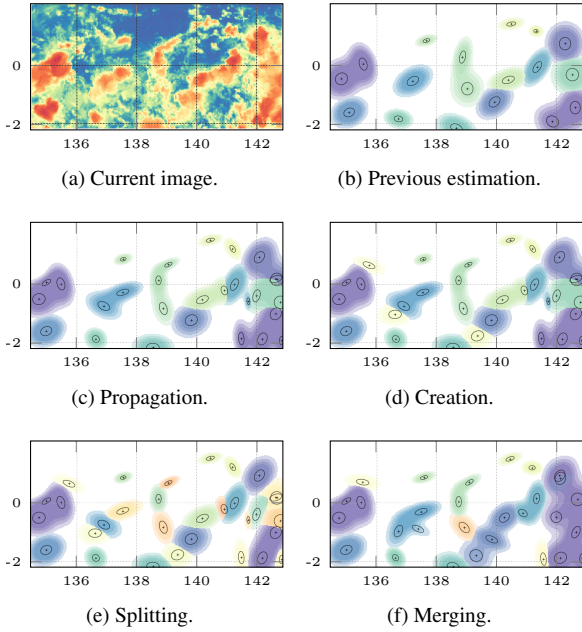 0
-2
136 138 140 142
(a) Current image.
0
-2
136 138 140 142
(b) Previous estimation.
0
-2
136 138 140 142
(c) Propagation.
0
-2
136 138 140 142
(d) Creation.
0
-2
136 138 140 142
(e) Splitting.
0
-2
136 138 140 142
(f) Merging.